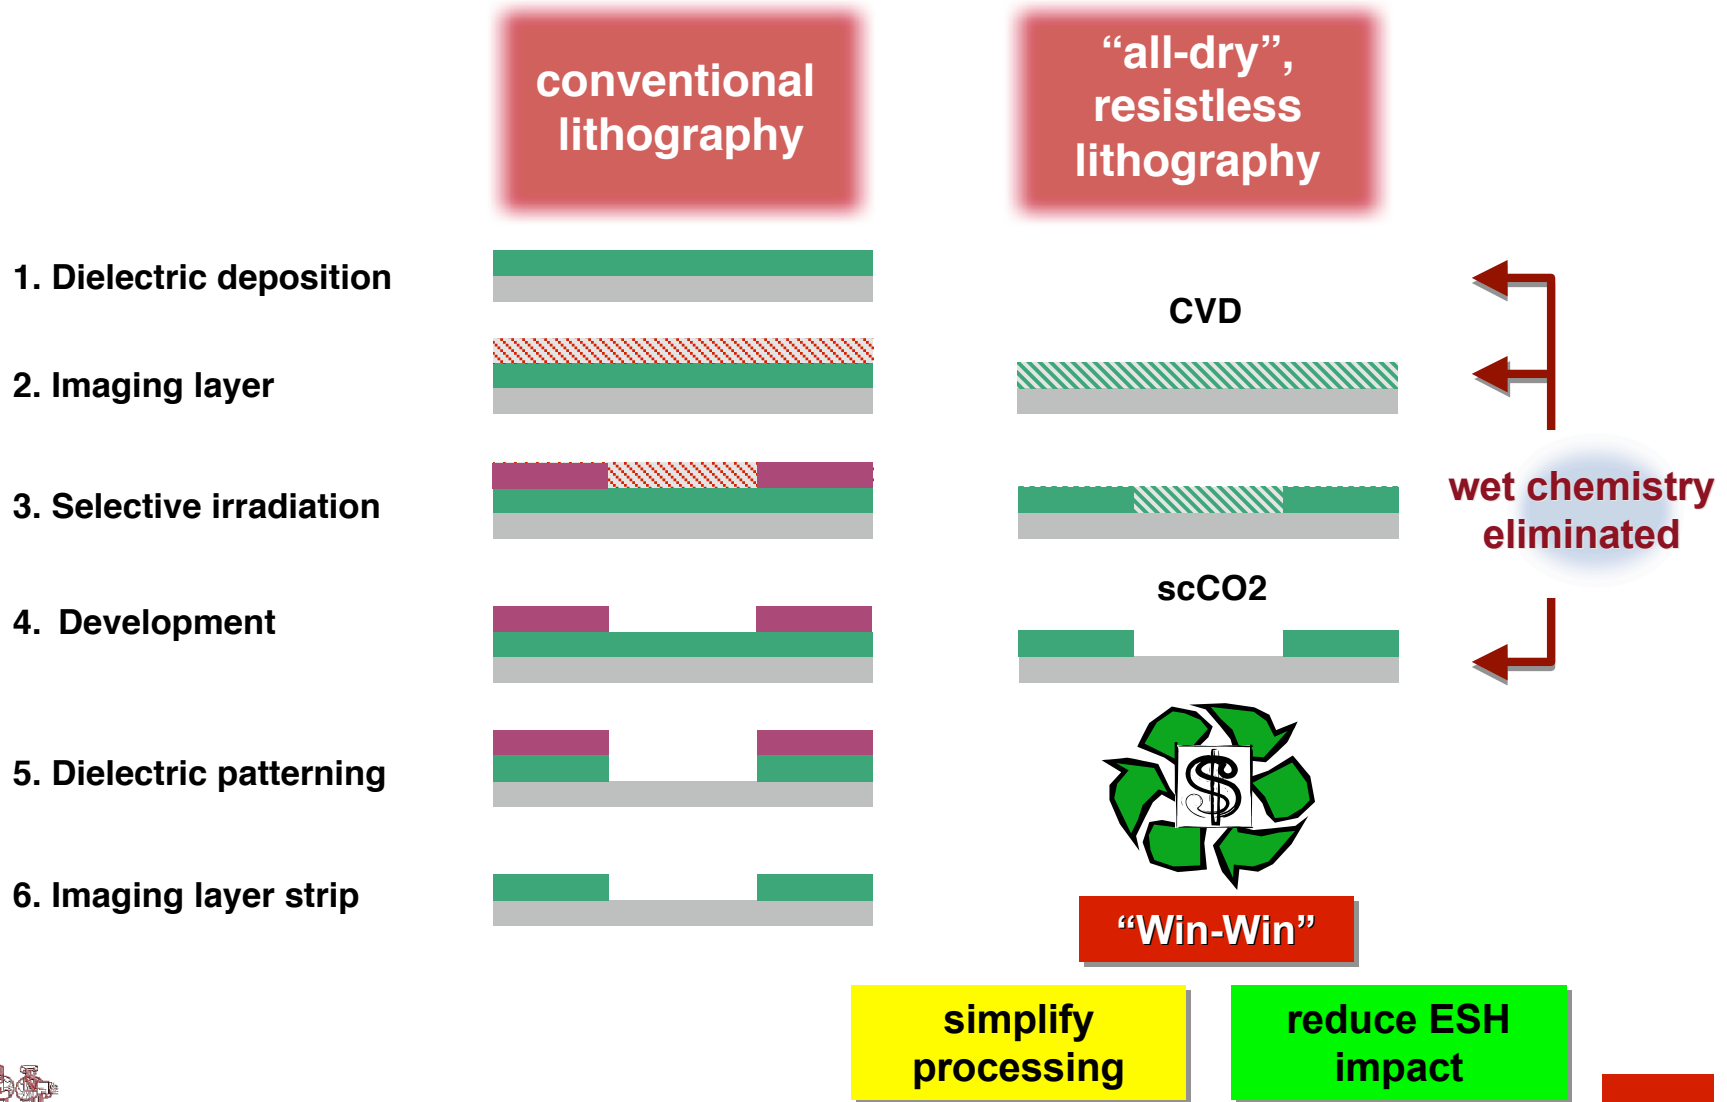 conventional
lithography
“all-dry”,
resistless
lithography
1. Dielectric deposition
CVD
2. Imaging layer
3. Selective irradiation
wet chemistry
eliminated
scCO2
4. Development
5. Dielectric patterning
$
6. Imaging layer strip
“Win-Win”
simplify
processing
reduce ESH
impact